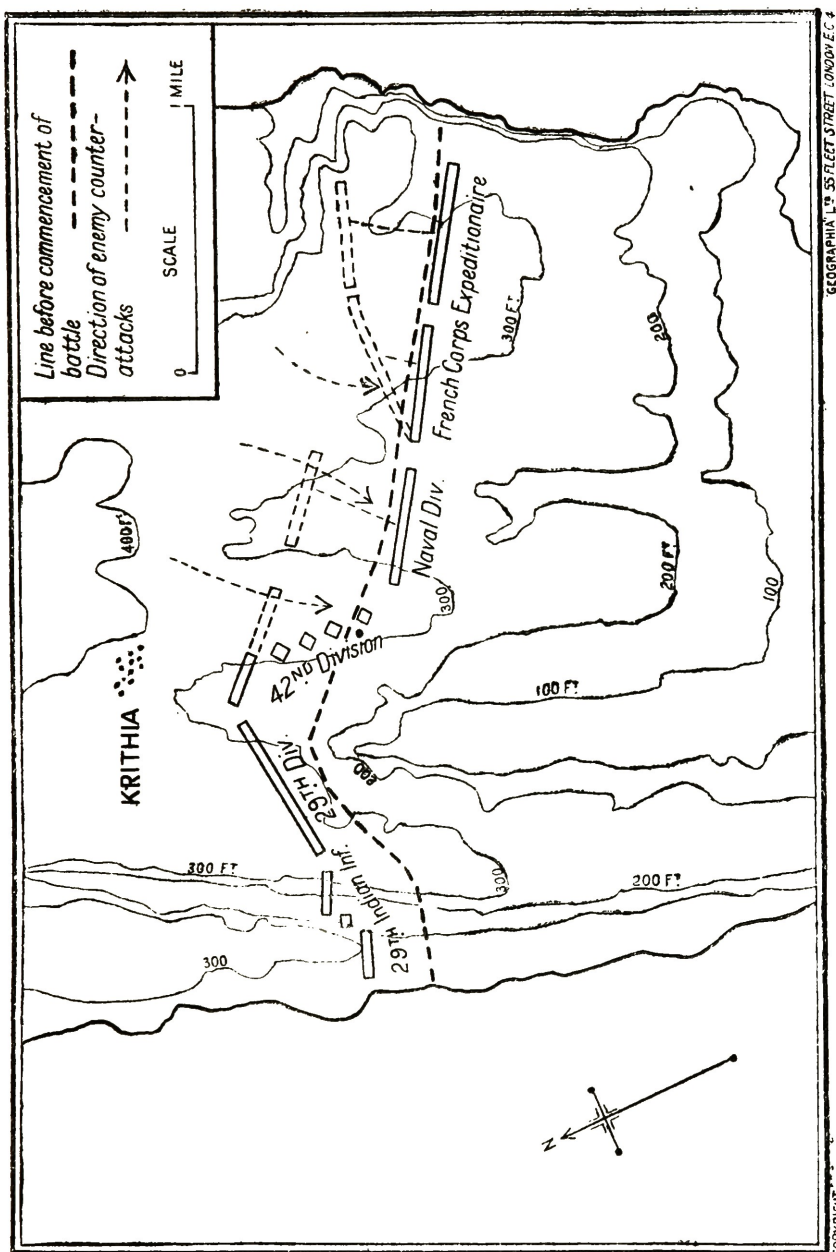 Line before commencement of
battle
Direction of enemy counter-
attacks
SCALE
0
1 MILE
KRITHIA
400 FT
42ND Division
29TH Div.
29TH Indian Inf.
Naval Div.
French Corps Expeditionaire
300 FT
300
200 FT
300
300
200
100 FT
200 FT
100
300 FT
200
N
"GEOGRAPHIA" LTD 55 FLEET STREET LONDON E.C.4